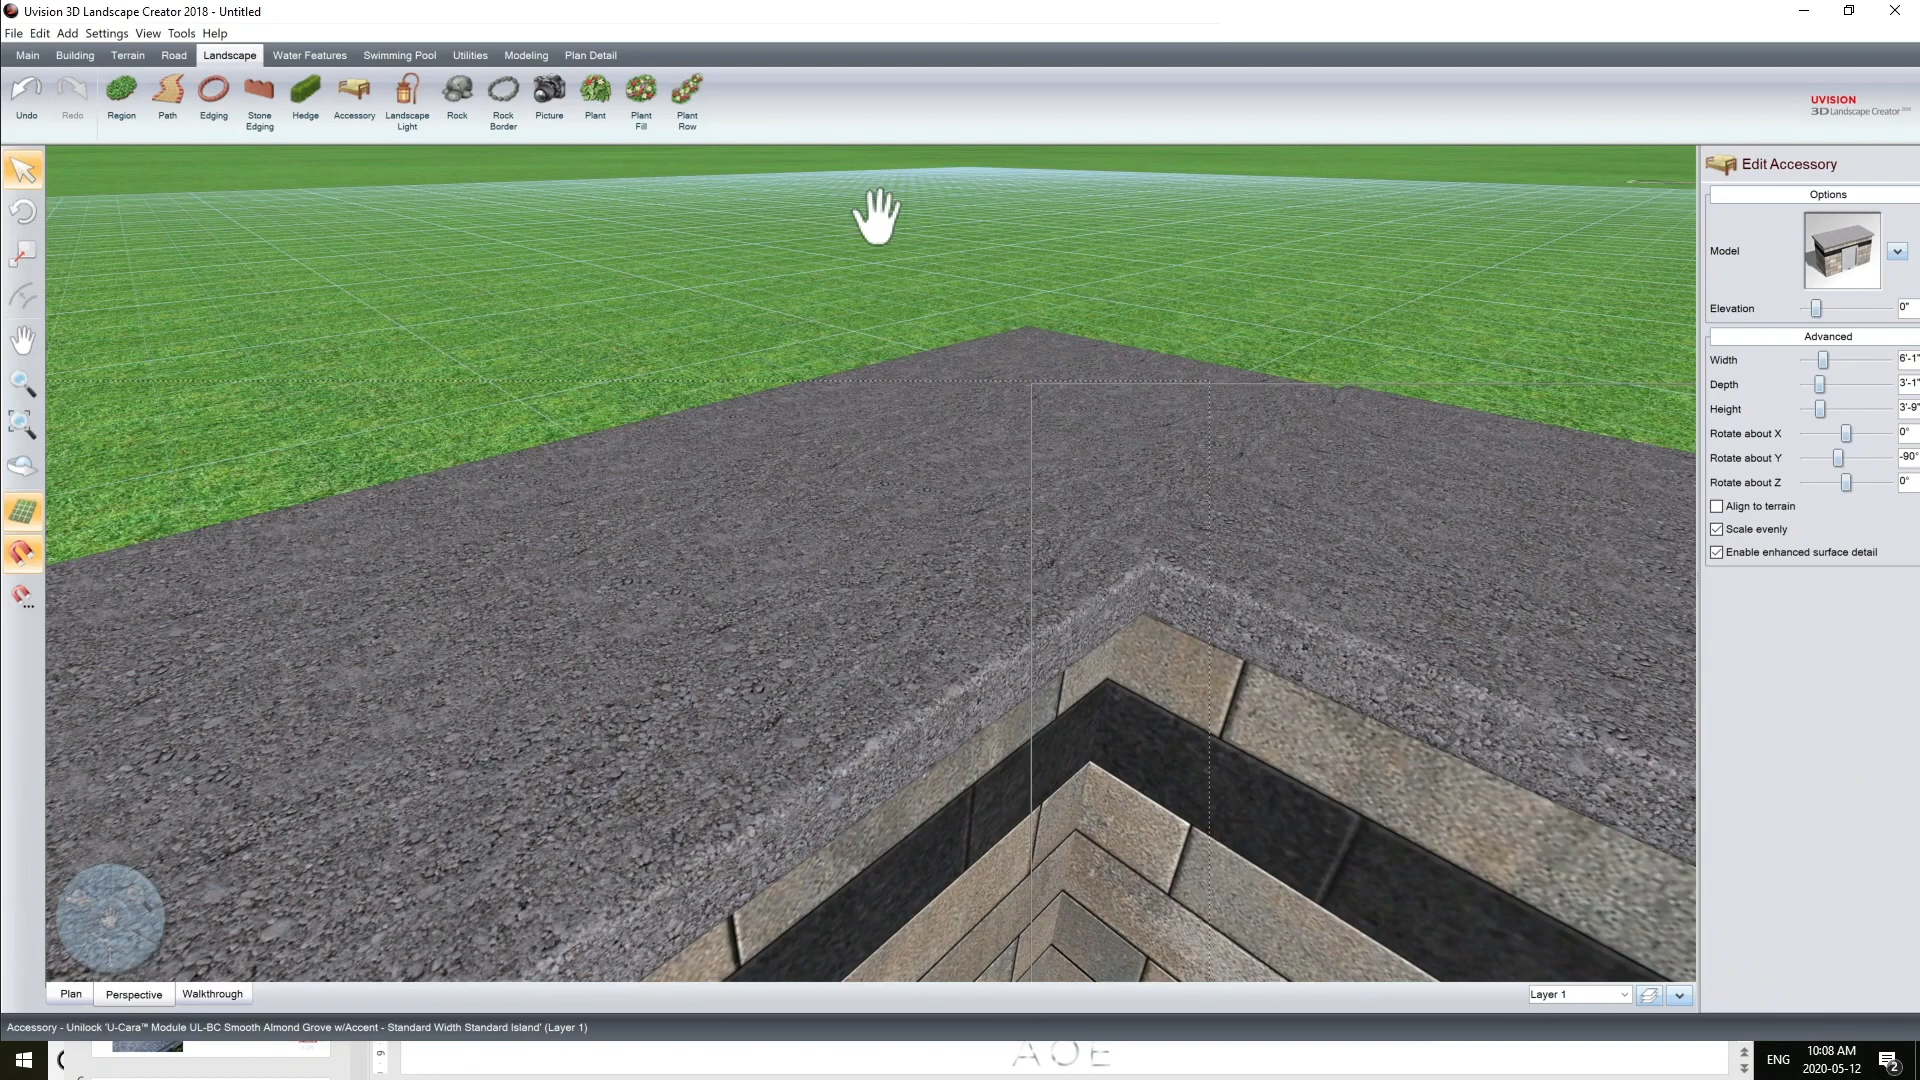 Uvision 3D Landscape Creator 2018 - Untitled
File Edit Add Settings View Tools Help
Main Building Terrain Road Landscape Water Features Swimming Pool Utilities Modeling Plan Detail
Undo Redo Region Path Edging Stone Edging Hedge Accessory Landscape Light Rock Rock Border Picture Plant Plant Fill Plant Row
UVISION
3D Landscape Creator
Edit Accessory
Options
Model
Elevation 0"
Advanced
Width 6'-1"
Depth 3'-1"
Height 3'-9"
Rotate about X 0°
Rotate about Y -90°
Rotate about Z 0°
Align to terrain
Scale evenly
Enable enhanced surface detail
Plan Perspective Walkthrough
Layer 1
Accessory - Unilock 'U-Cara™ Module UL-BC Smooth Almond Grove w/Accent - Standard Width Standard Island' (Layer 1)
ENG
10:08 AM
2020-05-12
2